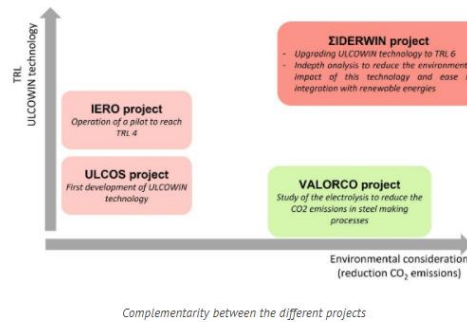 TRL
ULCOWIN technology
ΣIDERWIN project
- Upgrading ULCOWIN technology to TRL 6
- Indepth analysis to reduce the environment
impact of this technology and ease
integration with renewable energies
IERO project
Operation of a pilot to reach
TRL 4
ULCOS project
First development of ULCOWIN
technology
VALORCO project
Study of the electrolysis to reduce the
CO2 emissions in steel making
processes
Environmental consideration
(reduction CO₂ emissions)
Complementarity between the different projects